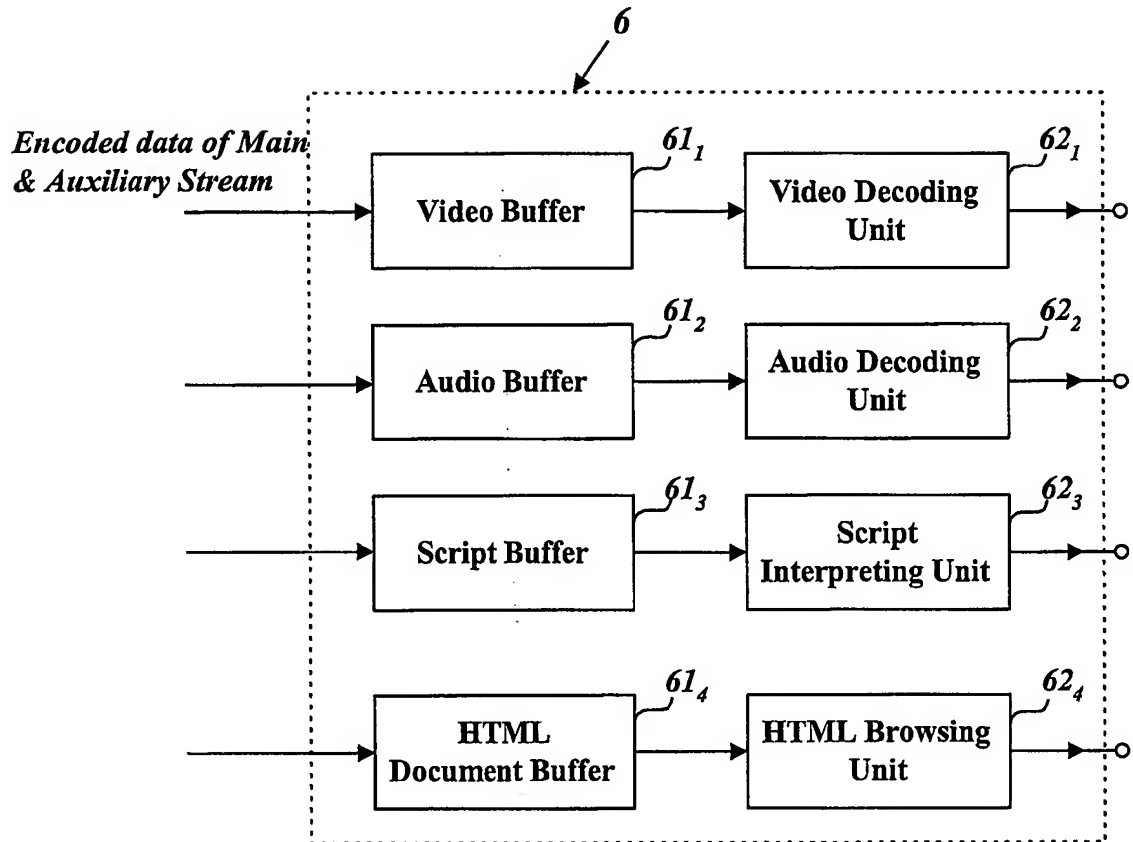 6
Encoded data of Main
& Auxiliary Stream
61₁
62₁
Video Buffer
Video Decoding
Unit
61₂
62₂
Audio Buffer
Audio Decoding
Unit
61₃
62₃
Script Buffer
Script
Interpreting Unit
61₄
62₄
HTML
Document Buffer
HTML Browsing
Unit